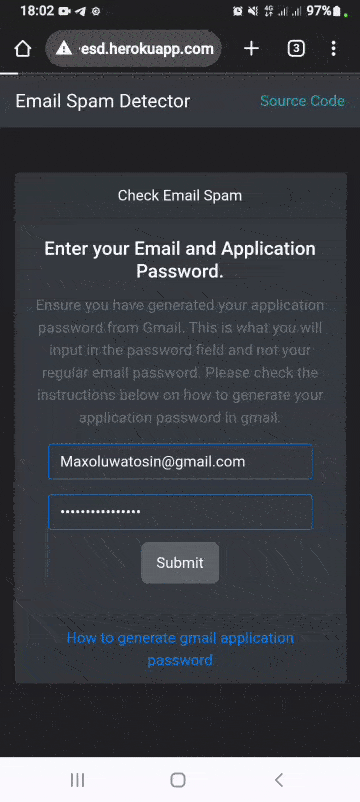 18:02 4G 97%
esd.herokuapp.com 3
Email Spam Detector Source Code
Check Email Spam
Enter your Email and Application
Password.
Ensure you have generated your application
password from Gmail. This is what you will
input in the password field and not your
regular email password. Please check the
instructions below on how to generate your
application password in gmail.
Maxoluwatosin@gmail.com
••••••••••••••••
Submit
How to generate gmail application
password